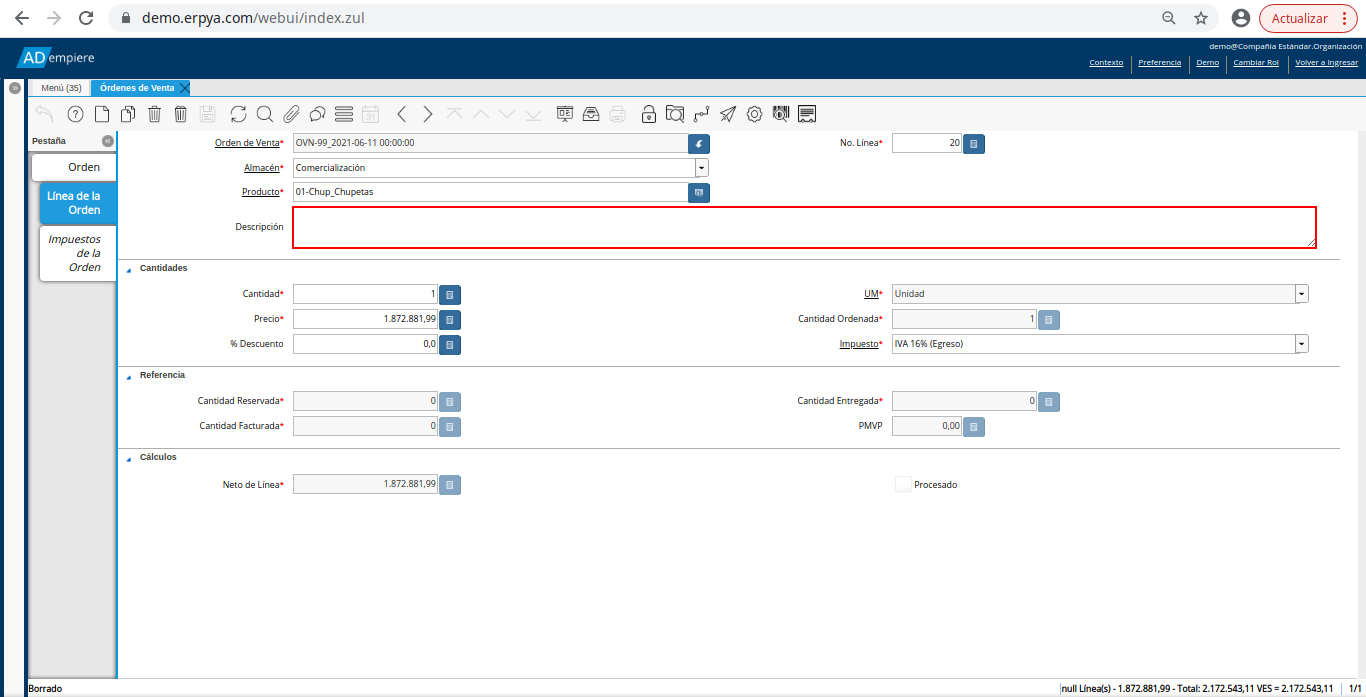 demo.erpya.com/webui/index.zul
Actualizar
ADempiere
demo@Compañía Estándar.Organización
Contexto Preferencia Demo Cambiar Rol Volver a Ingresar
Menú (35) Órdenes de Venta
31
Pestaña
Orden
Línea de la
Orden
Impuestos
de la
Orden
Orden de Venta* OVN-99_2021-06-11 00:00:00 No. Línea* 20
Almacén* Comercialización
Producto* 01-Chup_Chupetas
Descripción
Cantidades
Cantidad* 1 UM* Unidad
Precio* 1.872.881,99 Cantidad Ordenada* 1
% Descuento 0,0 Impuesto* IVA 16% (Egreso)
Referencia
Cantidad Reservada* 0 Cantidad Entregada* 0
Cantidad Facturada* 0 PMVP 0,00
Cálculos
Neto de Línea* 1.872.881,99 Procesado
Borrado null Línea(s) - 1.872.881,99 - Total: 2.172.543,11 VES = 2.172.543,11 1/1